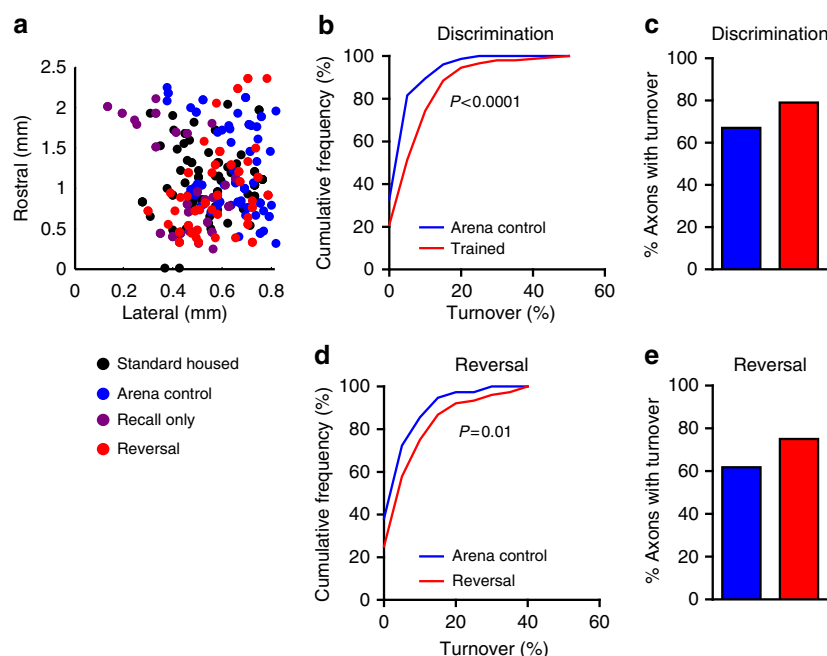 a
Rostral (mm)
2.5
2
1.5
1
0.5
0
0
0.2
0.4
0.6
0.8
Lateral (mm)
Standard housed
Arena control
Recall only
Reversal
b
Discrimination
Cumulative frequency (%)
100
80
60
40
20
0
P<0.0001
Arena control
Trained
0
20
40
60
Turnover (%)
c
Discrimination
% Axons with turnover
100
80
60
40
20
0
d
Reversal
Cumulative frequency (%)
100
80
60
40
20
0
P=0.01
Arena control
Reversal
0
20
40
60
Turnover (%)
e
Reversal
% Axons with turnover
100
80
60
40
20
0